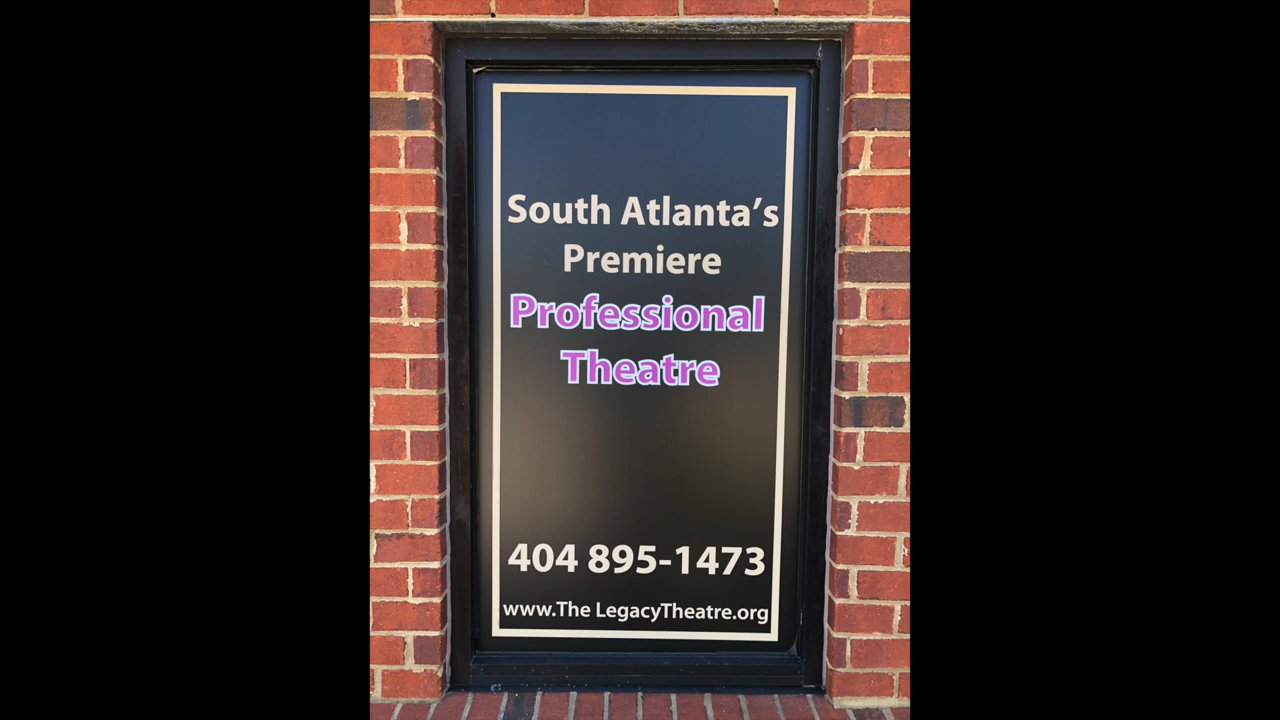 South Atlanta’s
Premiere
Professional
Theatre
404 895-1473
www.The LegacyTheatre.org